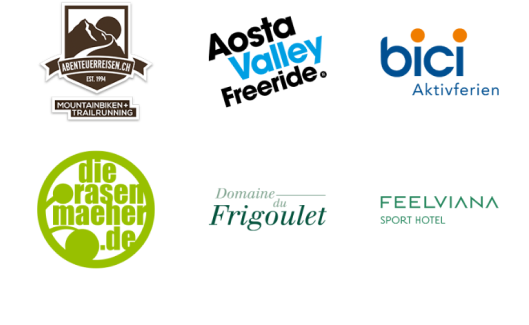 ABENTEUERREISEN.CH
EST. 1994
MOUNTAINBIKEN+
TRAILRUNNING
Aosta
Valley
Freeride®
bici
Aktivferien
die
rasen
maeher
.de
Domaine
du
Frigoulet
FEELVIANA
SPORT HOTEL